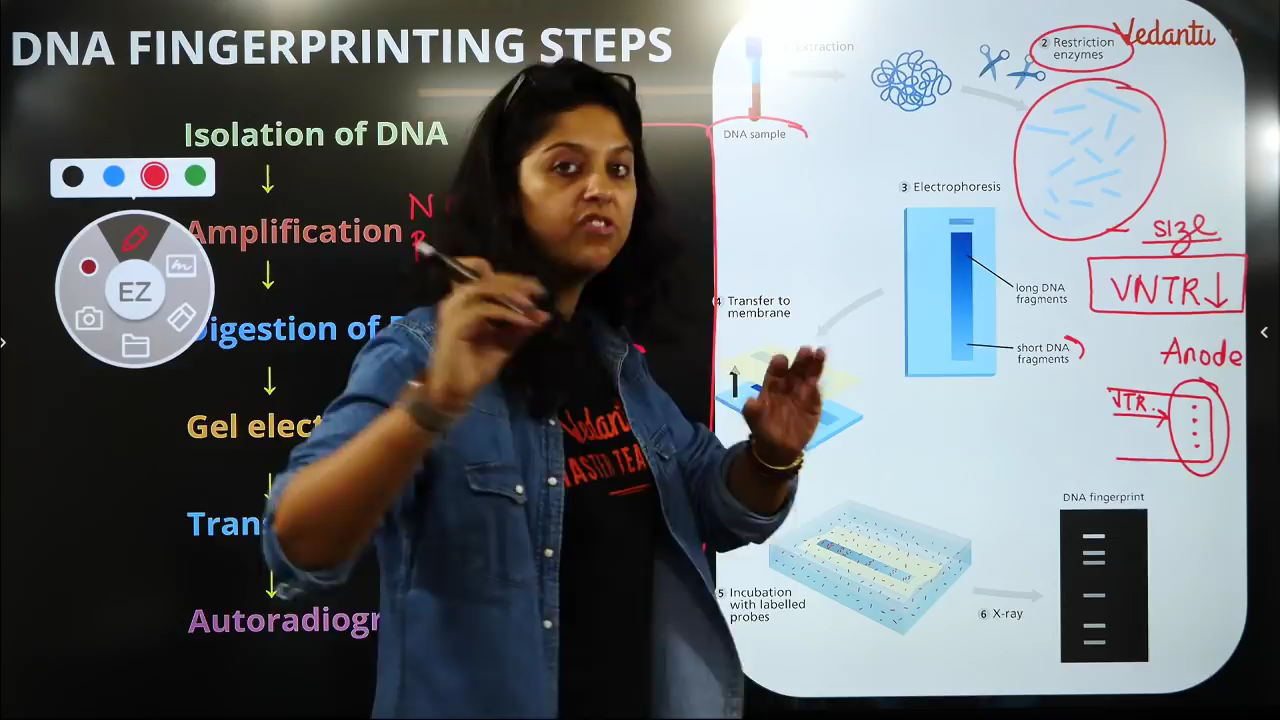 DNA FINGERPRINTING STEPS
Isolation of DNA
Amplification
Digestion of
Gel elect
Trans
Autoradiogr
N
EZ
Vedantu
MASTER TEA
Extraction
DNA sample
2 Restriction
enzymes
Vedantu
3 Electrophoresis
long DNA
fragments
short DNA
fragments
size
VNTR↓
Anode
4 Transfer to
membrane
5 Incubation
with labelled
probes
6 X-ray
DNA fingerprint